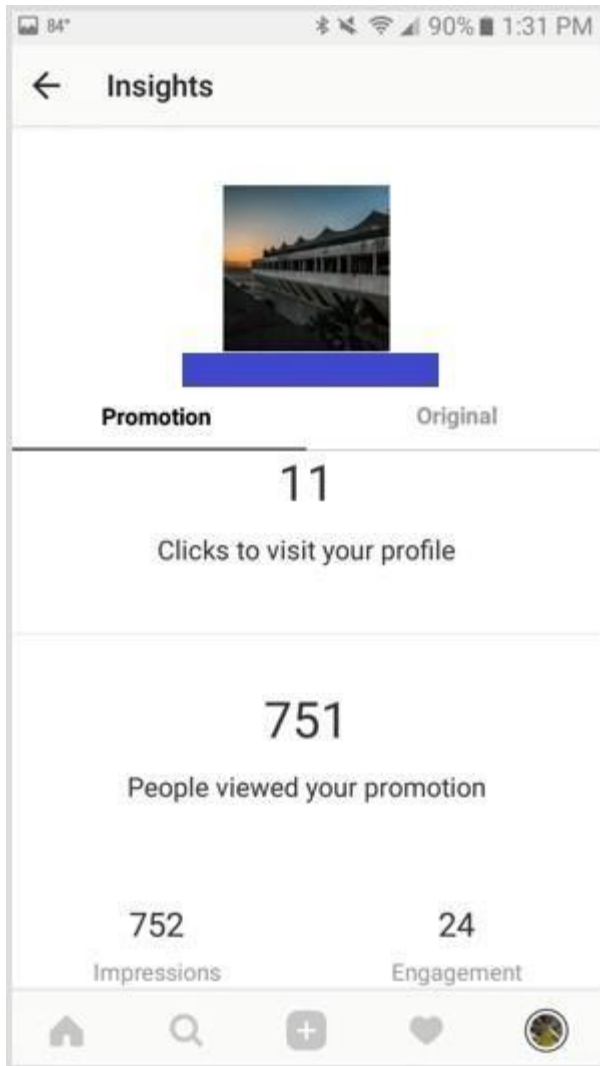 84° 90% 1:31 PM
Insights
Promotion Original
11
Clicks to visit your profile
751
People viewed your promotion
752 24
Impressions Engagement